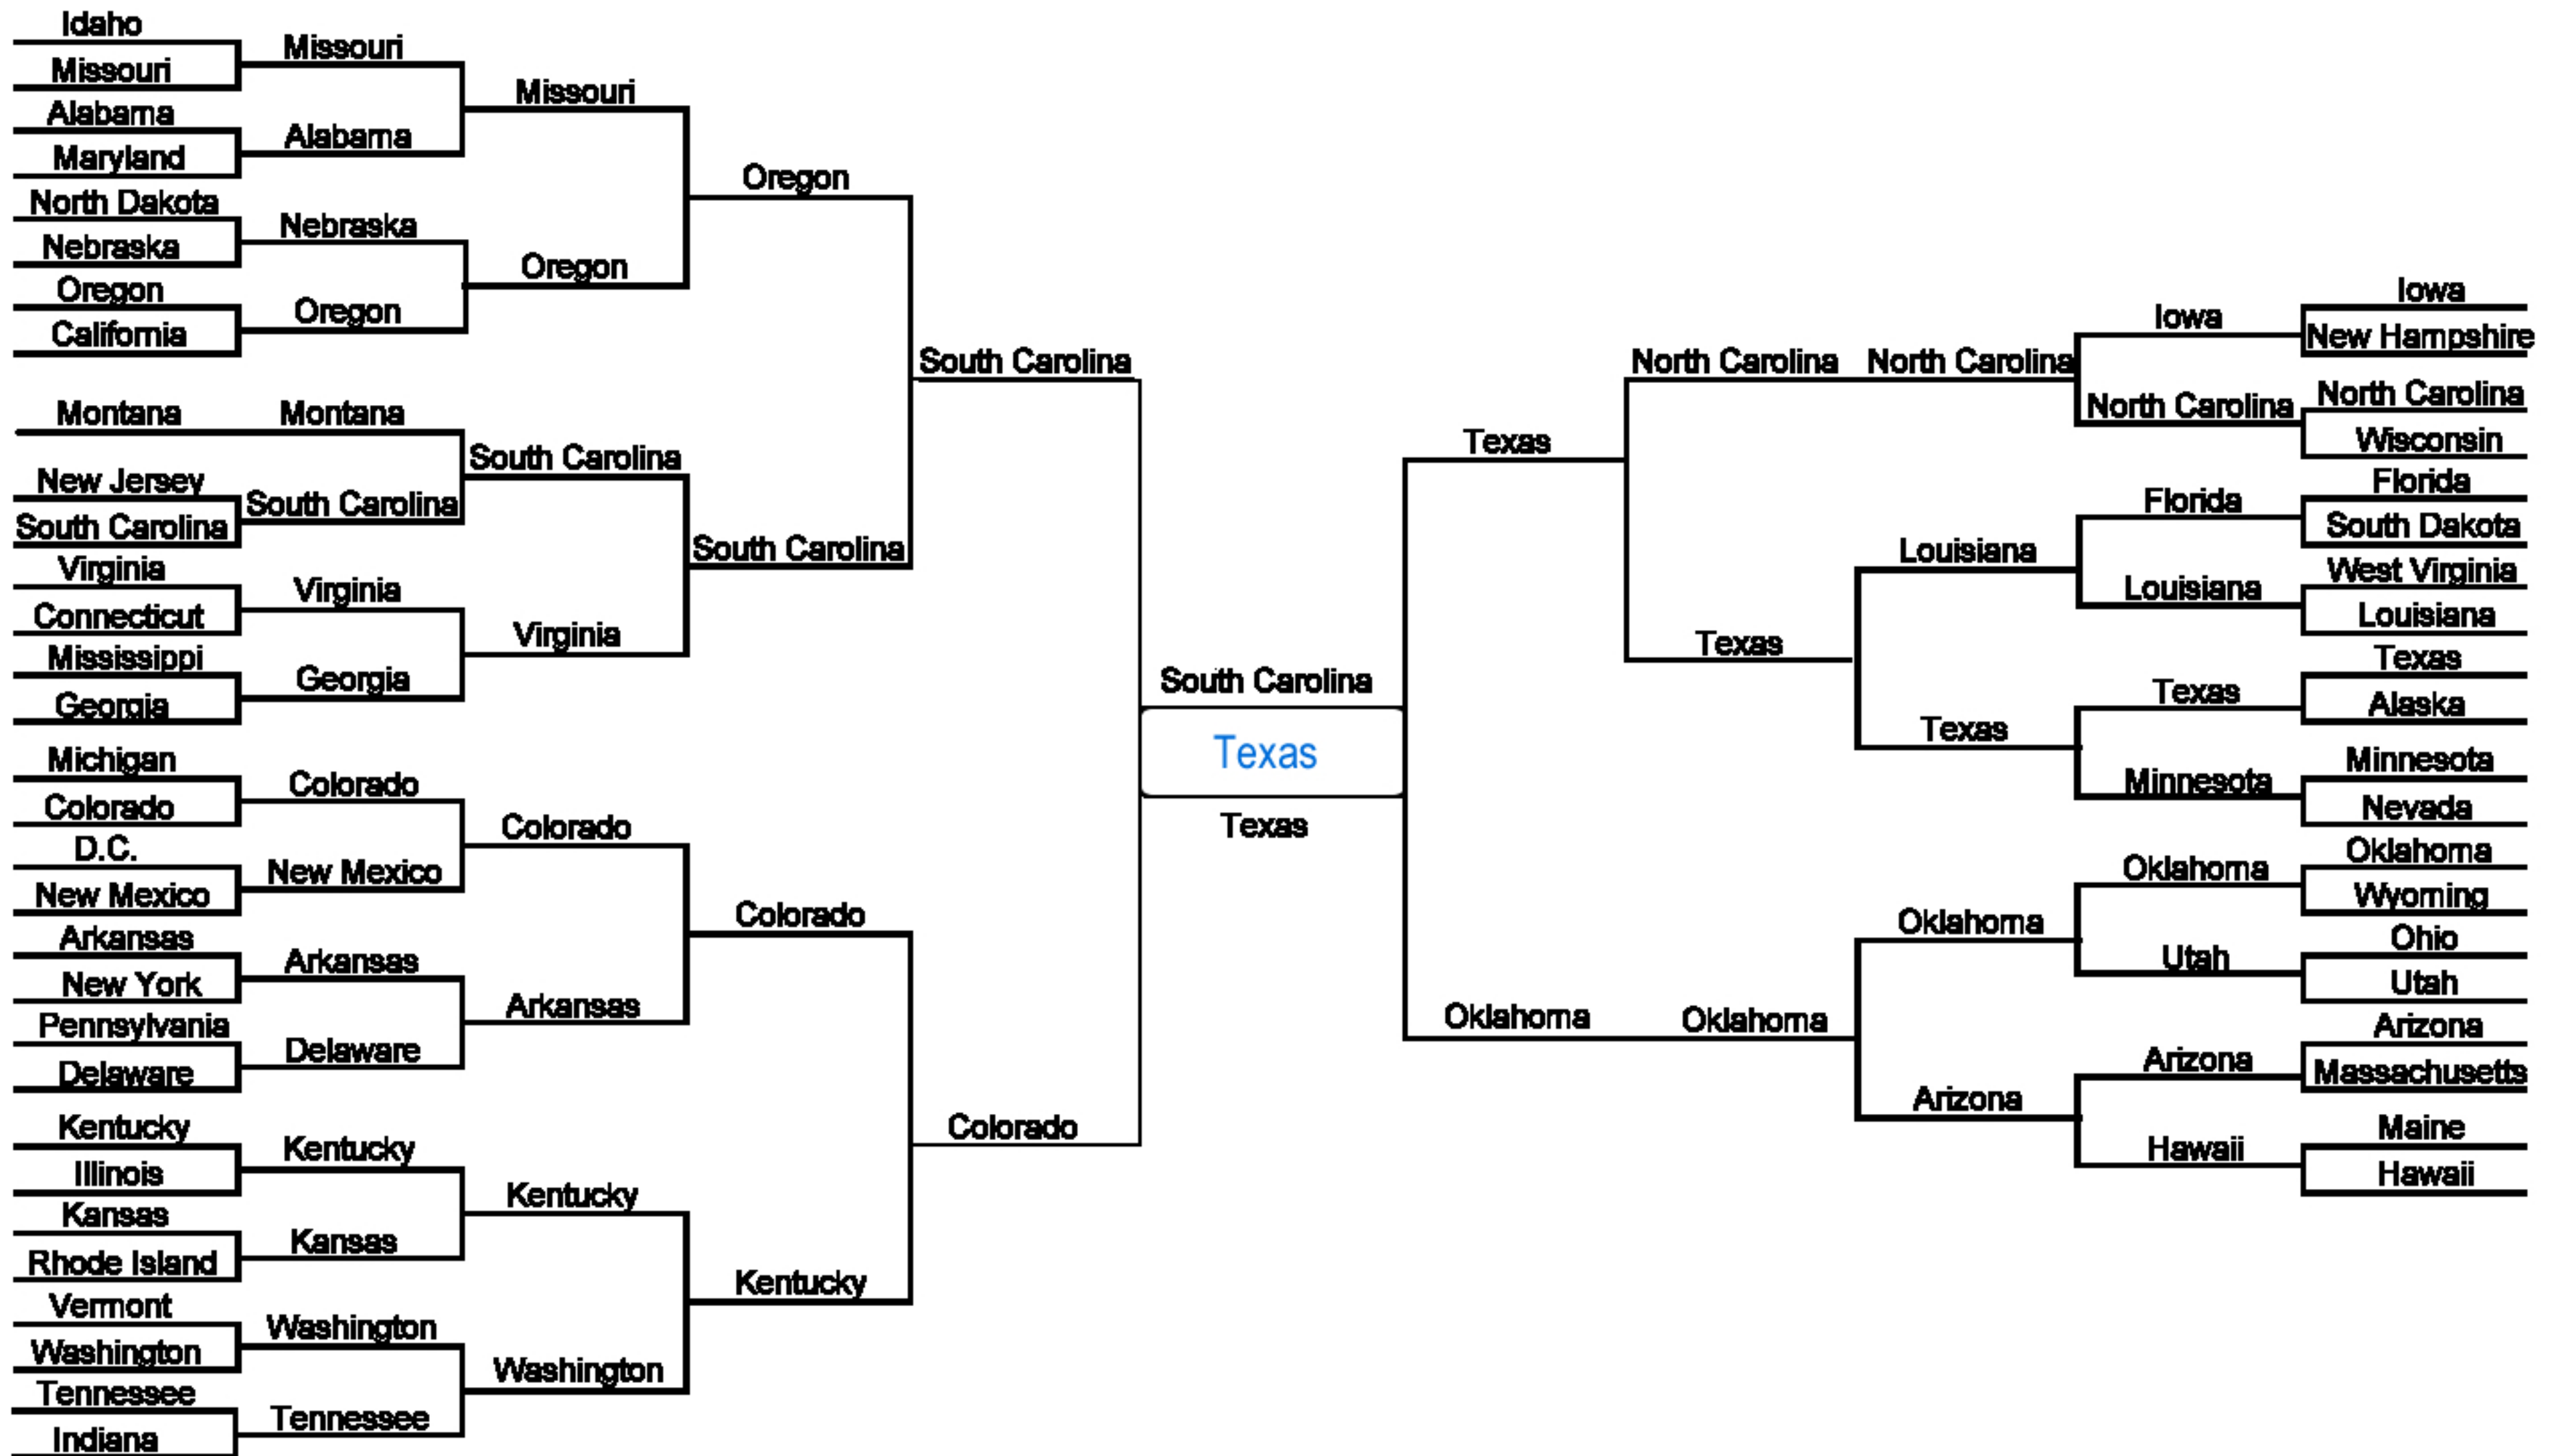 Idaho
Missouri
Alabama
Maryland
North Dakota
Nebraska
Oregon
California
Montana
New Jersey
South Carolina
Virginia
Connecticut
Mississippi
Georgia
Michigan
Colorado
D.C.
New Mexico
Arkansas
New York
Pennsylvania
Delaware
Kentucky
Illinois
Kansas
Rhode Island
Vermont
Washington
Tennessee
Indiana
Missouri
Alabama
Nebraska
Oregon
Montana
South Carolina
Virginia
Georgia
Colorado
New Mexico
Arkansas
Delaware
Kentucky
Kansas
Washington
Tennessee
Missouri
Oregon
South Carolina
Virginia
Colorado
Arkansas
Kentucky
Washington
Oregon
South Carolina
Colorado
Kentucky
South Carolina
Colorado
South Carolina
Texas
Texas
Texas
Oklahoma
North Carolina
Texas
Oklahoma
North Carolina
Louisiana
Texas
Oklahoma
Arizona
Iowa
North Carolina
Florida
Louisiana
Texas
Minnesota
Oklahoma
Utah
Arizona
Hawaii
Iowa
New Hampshire
North Carolina
Wisconsin
Florida
South Dakota
West Virginia
Louisiana
Texas
Alaska
Minnesota
Nevada
Oklahoma
Wyoming
Ohio
Utah
Arizona
Massachusetts
Maine
Hawaii